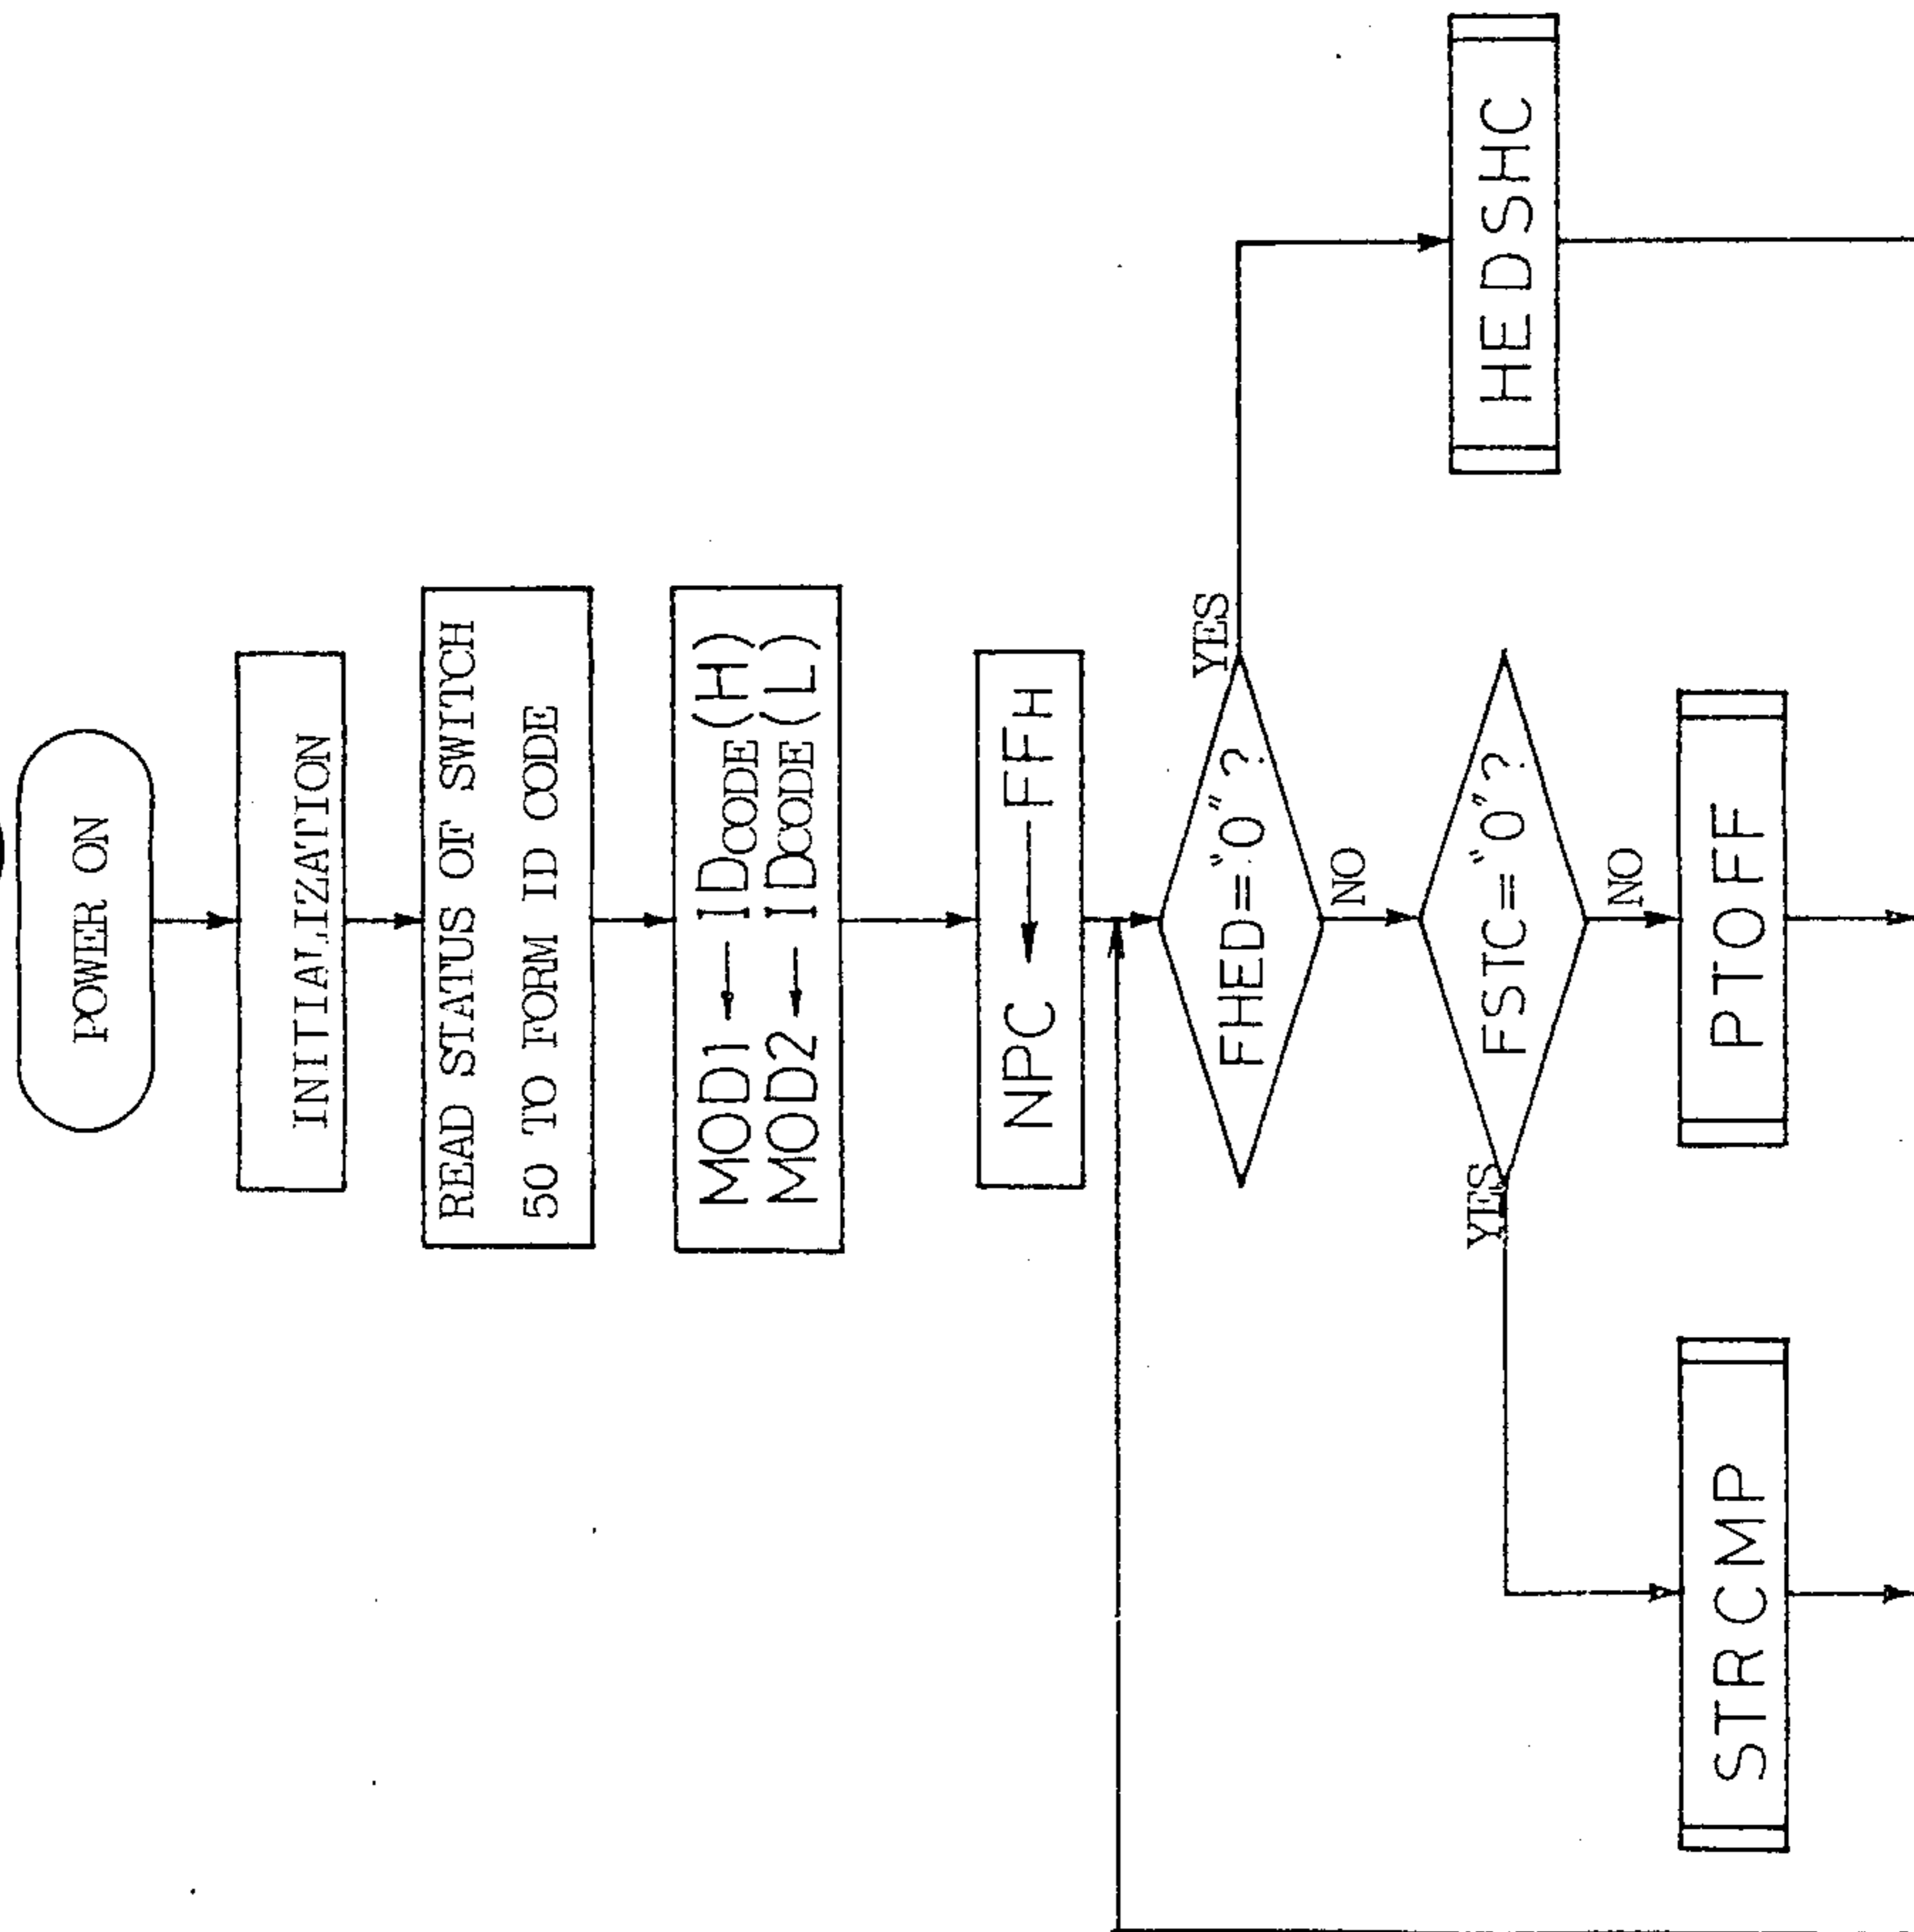 POWER ON
INITIALIZATION
READ STATUS OF SWITCH
50 TO FORM ID CODE
MOD1 ← IDCODE (H)
MOD2 ← IDCODE (L)
NPC ← FFH
FHED="0"?
YES
NO
HEDSHC
FSTC="0"?
YES
NO
STRCMP
PTOFF